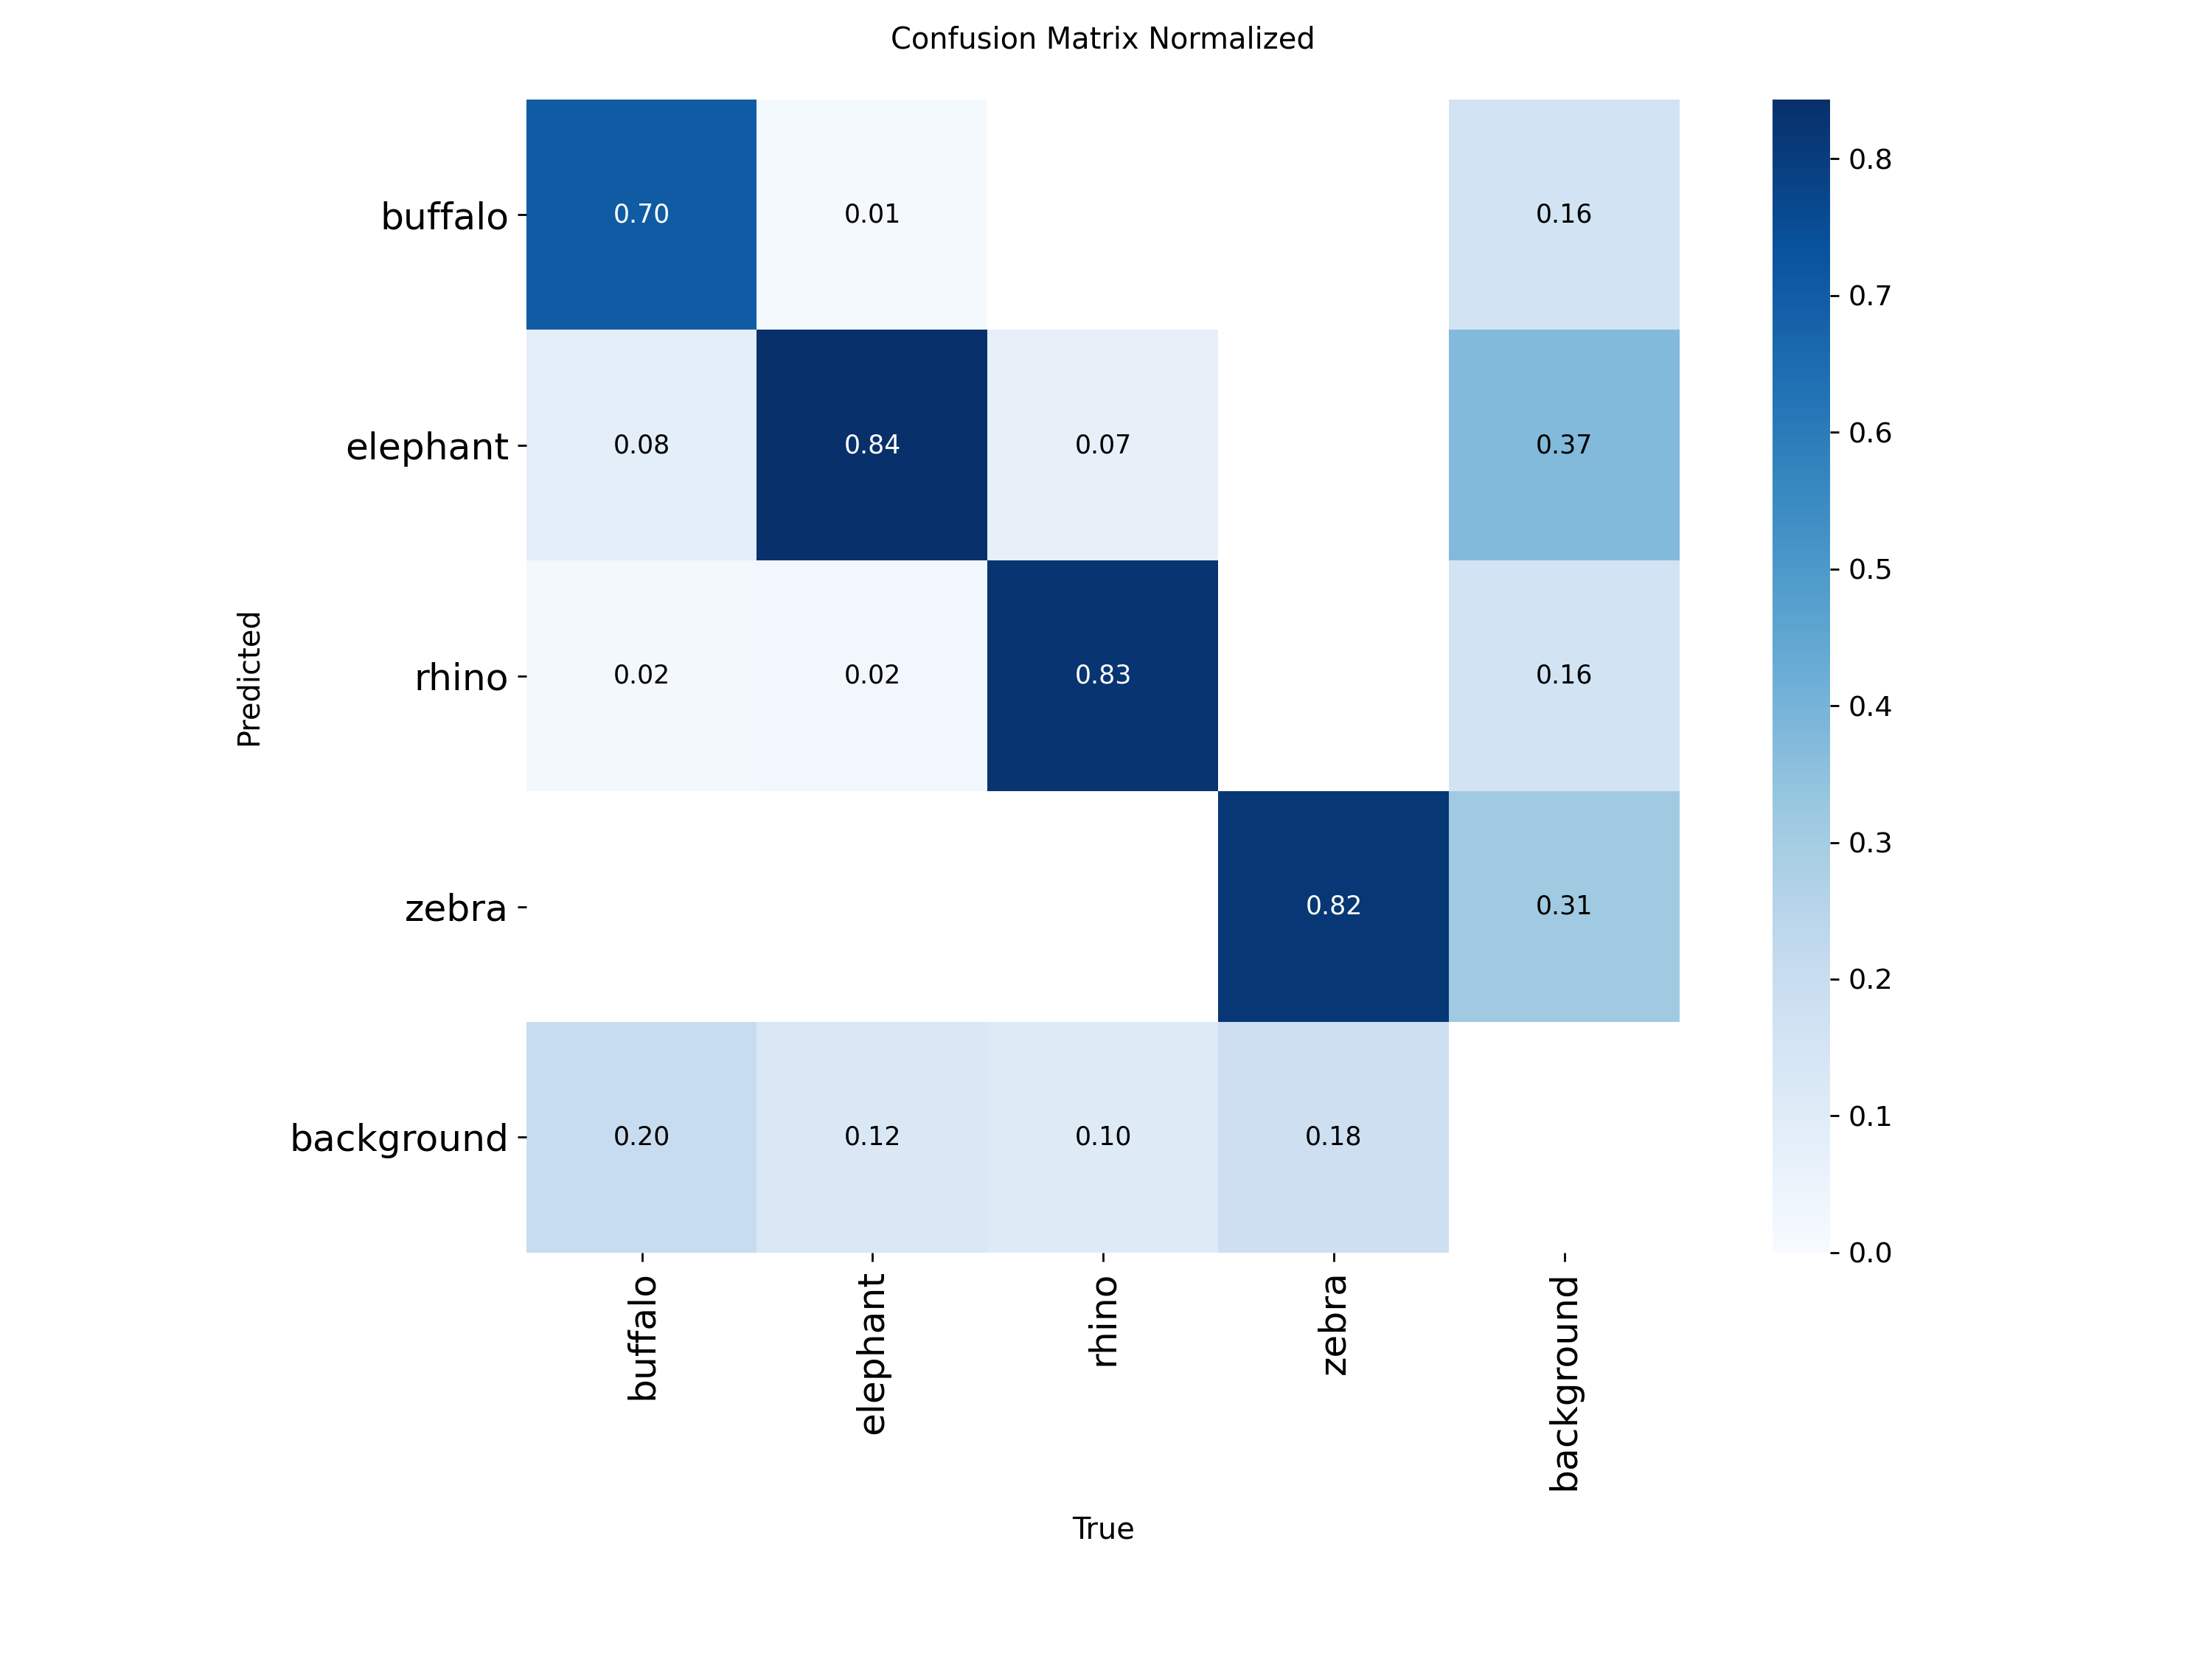 Confusion Matrix Normalized
buffalo
0.70
0.01
0.16
elephant
0.08
0.84
0.07
0.37
rhino
0.02
0.02
0.83
0.16
zebra
0.82
0.31
background
0.20
0.12
0.10
0.18
Predicted
buffalo
elephant
rhino
zebra
background
True
0.8
0.7
0.6
0.5
0.4
0.3
0.2
0.1
0.0